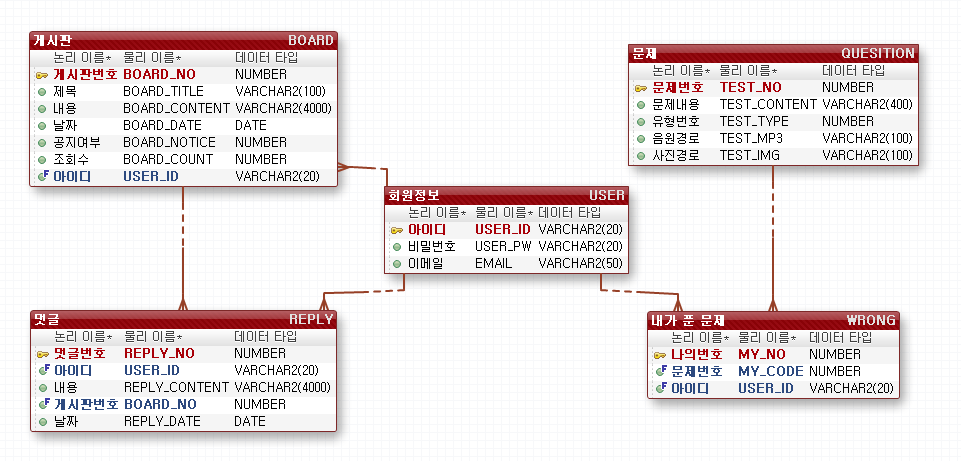 게시판 BOARD
논리 이름* 물리 이름* 데이터 타입
게시판번호 BOARD_NO NUMBER
제목 BOARD_TITLE VARCHAR2(100)
내용 BOARD_CONTENT VARCHAR2(4000)
날짜 BOARD_DATE DATE
공지여부 BOARD_NOTICE NUMBER
조회수 BOARD_COUNT NUMBER
아이디 USER_ID VARCHAR2(20)
문제 QUESITION
논리 이름* 물리 이름* 데이터 타입
문제번호 TEST_NO NUMBER
문제내용 TEST_CONTENT VARCHAR2(400)
유형번호 TEST_TYPE NUMBER
음원경로 TEST_MP3 VARCHAR2(100)
사진경로 TEST_IMG VARCHAR2(100)
회원정보 USER
논리 이름* 물리 이름* 데이터 타입
아이디 USER_ID VARCHAR2(20)
비밀번호 USER_PW VARCHAR2(20)
이메일 EMAIL VARCHAR2(50)
댓글 REPLY
논리 이름* 물리 이름* 데이터 타입
댓글번호 REPLY_NO NUMBER
아이디 USER_ID VARCHAR2(20)
내용 REPLY_CONTENT VARCHAR2(4000)
게시판번호 BOARD_NO NUMBER
날짜 REPLY_DATE DATE
내가 푼 문제 WRONG
논리 이름* 물리 이름* 데이터 타입
나의번호 MY_NO NUMBER
문제번호 MY_CODE NUMBER
아이디 USER_ID VARCHAR2(20)